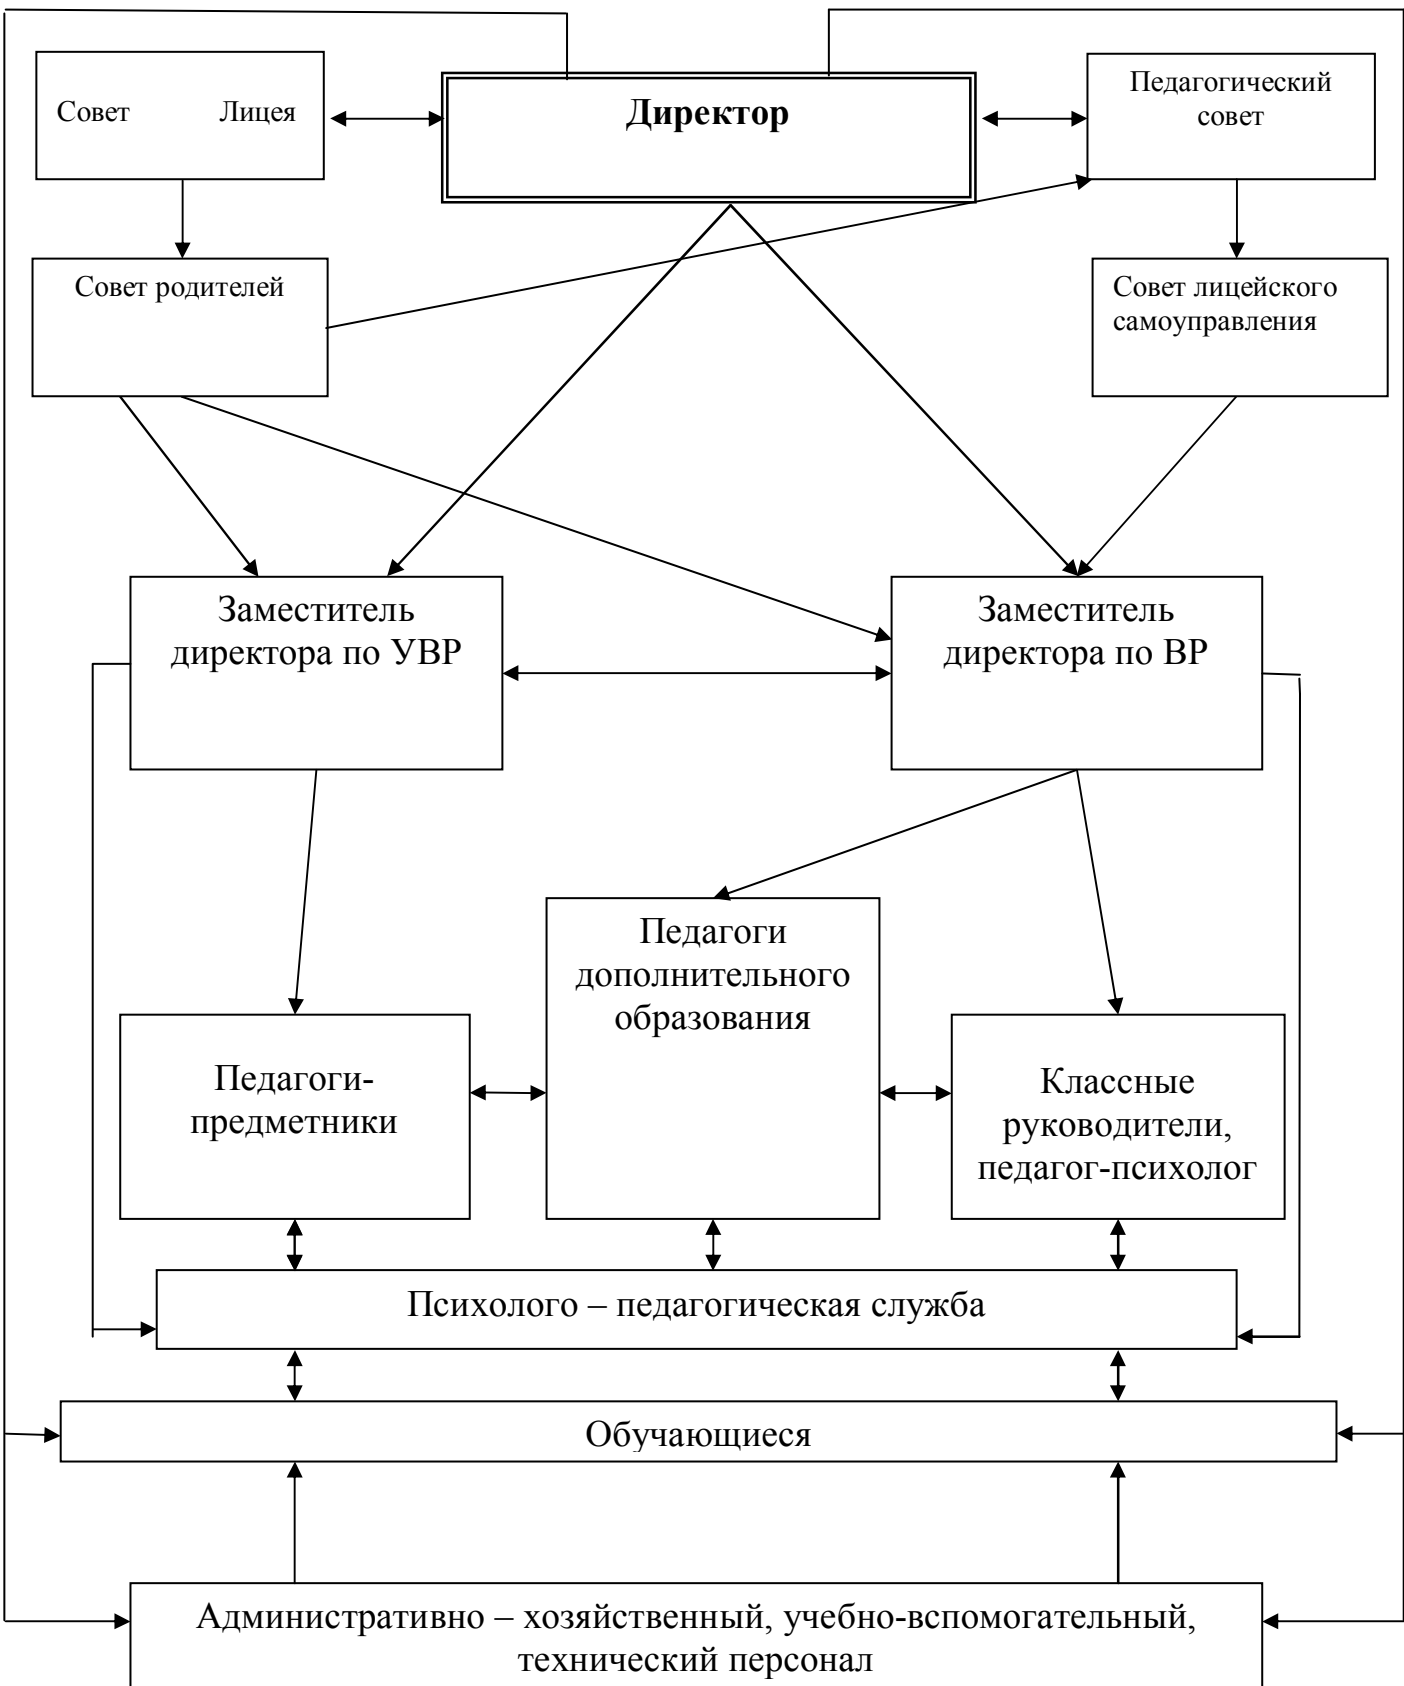 Совет Лицея
Директор
Педагогический
совет
Совет родителей
Совет лицейского
самоуправления
Заместитель
директора по УВР
Заместитель
директора по ВР
Педагоги
дополнительного
образования
Педагоги-
предметники
Классные
руководители,
педагог-психолог
Психолого – педагогическая служба
Обучающиеся
Административно – хозяйственный, учебно-вспомогательный,
технический персонал